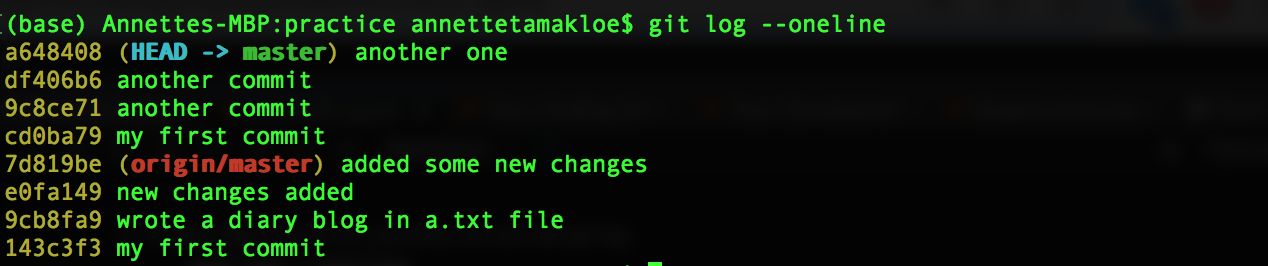 (base) Annettes-MBP:practice annettetamakloe$ git log --oneline
a648408 (HEAD -> master) another one
df406b6 another commit
9c8ce71 another commit
cd0ba79 my first commit
7d819be (origin/master) added some new changes
e0fa149 new changes added
9cb8fa9 wrote a diary blog in a.txt file
143c3f3 my first commit